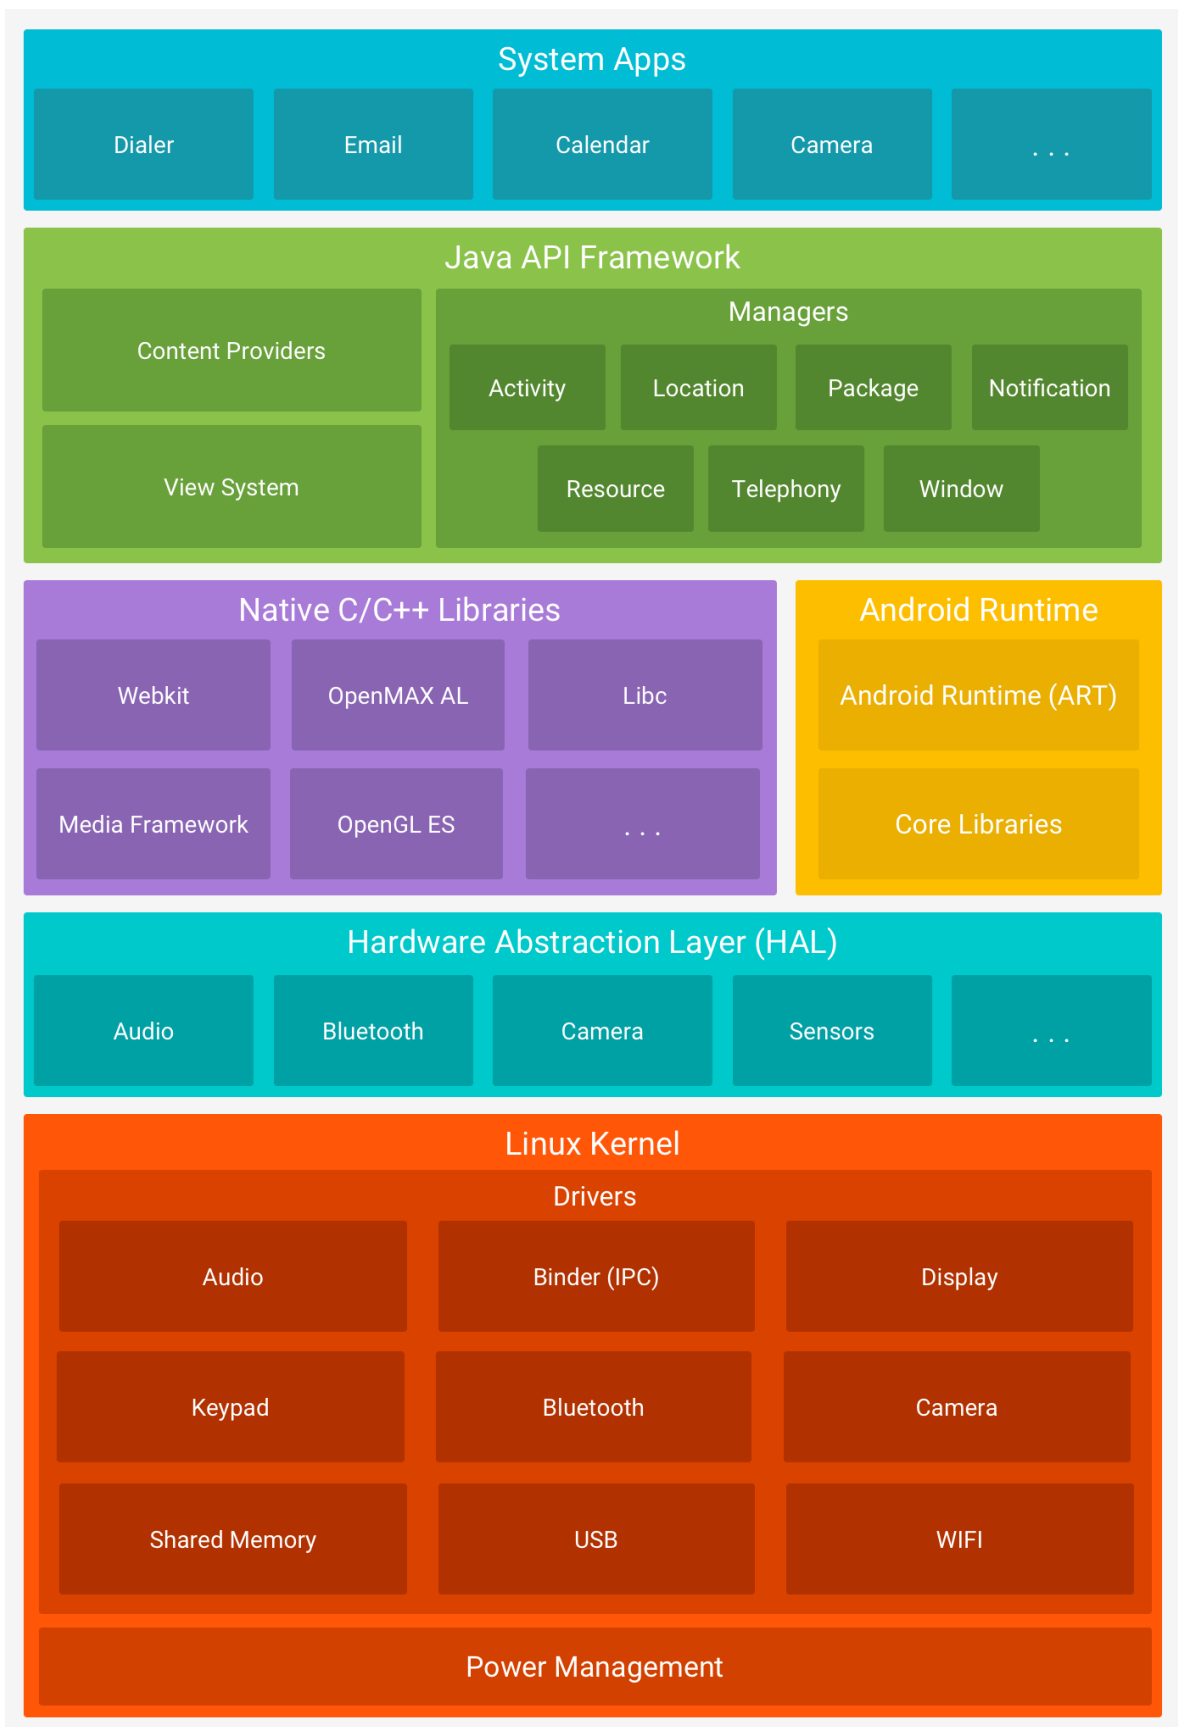 System Apps
Dialer
Email
Calendar
Camera
. . .
Java API Framework
Content Providers
View System
Managers
Activity
Location
Package
Notification
Resource
Telephony
Window
Native C/C++ Libraries
Webkit
OpenMAX AL
Libc
Media Framework
OpenGL ES
. . .
Android Runtime
Android Runtime (ART)
Core Libraries
Hardware Abstraction Layer (HAL)
Audio
Bluetooth
Camera
Sensors
. . .
Linux Kernel
Drivers
Audio
Binder (IPC)
Display
Keypad
Bluetooth
Camera
Shared Memory
USB
WIFI
Power Management